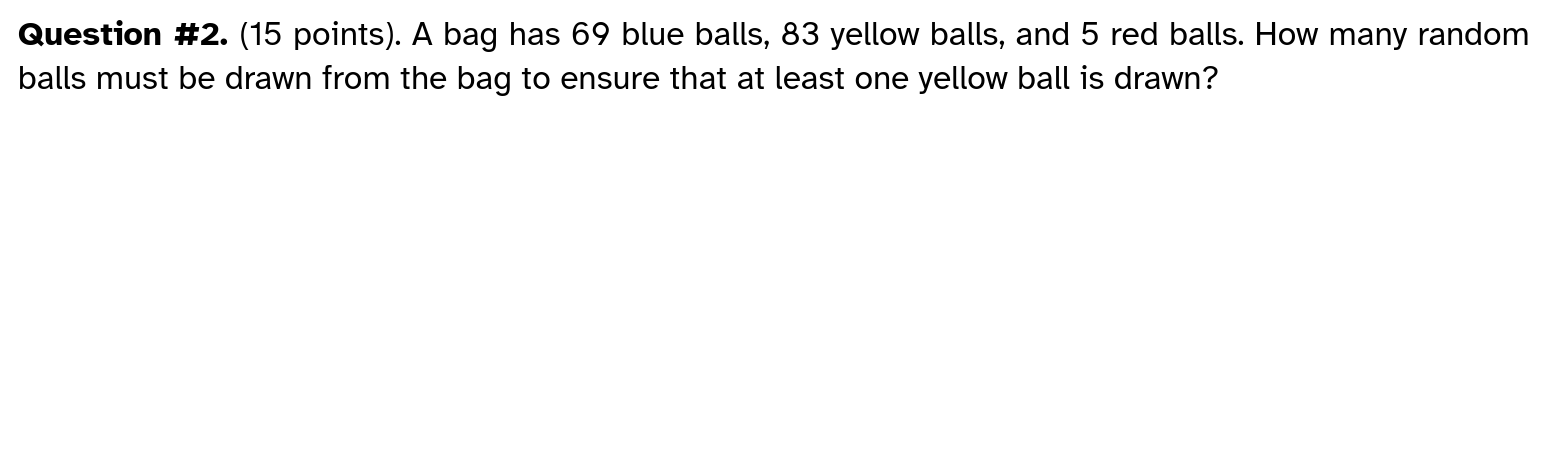 Question #2. (15 points). A bag has 69 blue balls, 83 yellow balls, and 5 red balls. How many random
balls must be drawn from the bag to ensure that at least one yellow ball is drawn?